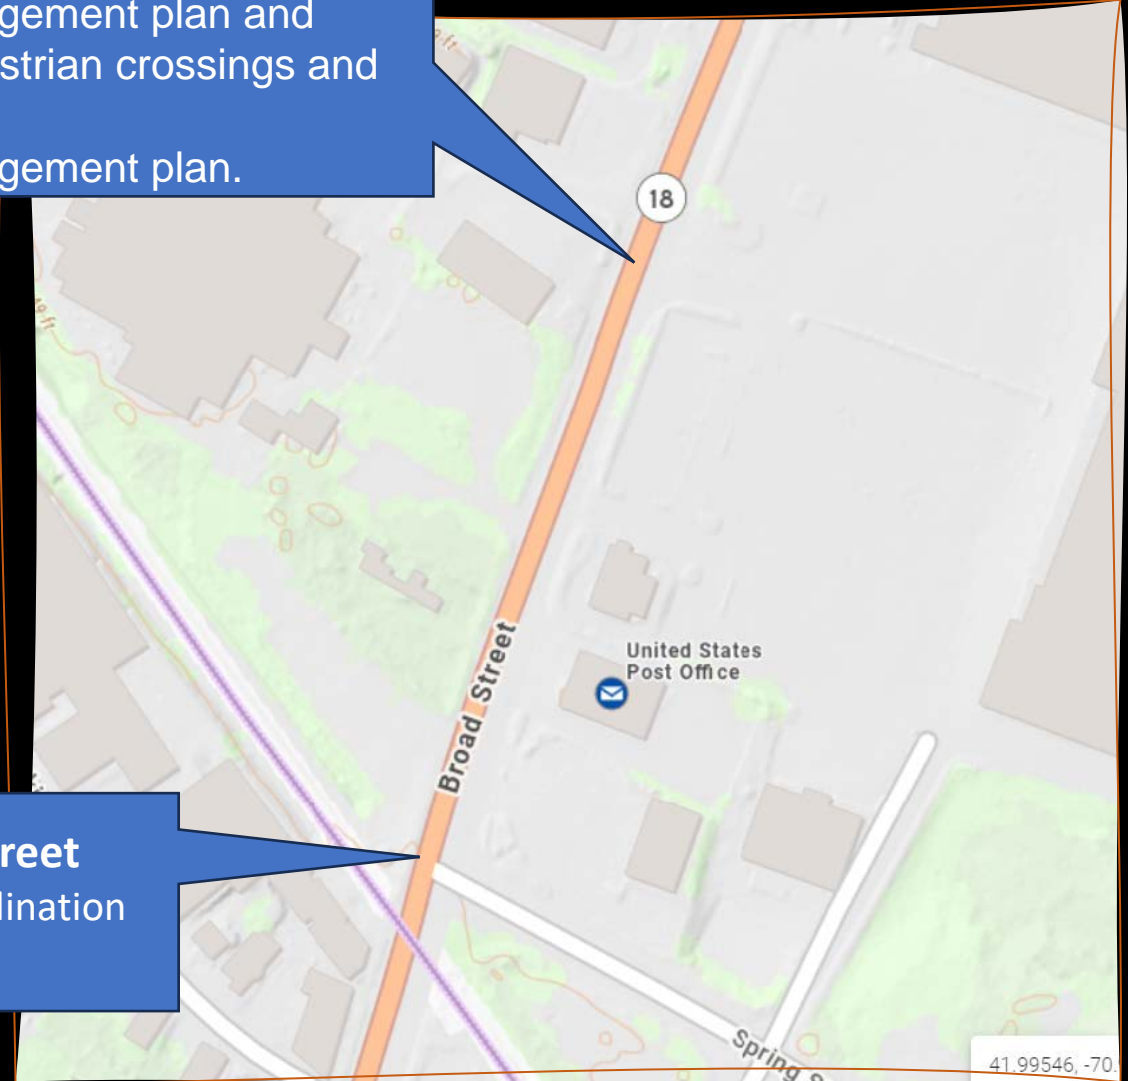 gement plan and
strian crossings and
gement plan.
18
United States
Post Office
Broad Street
reet
lination
Spring S
41.99546, -70.